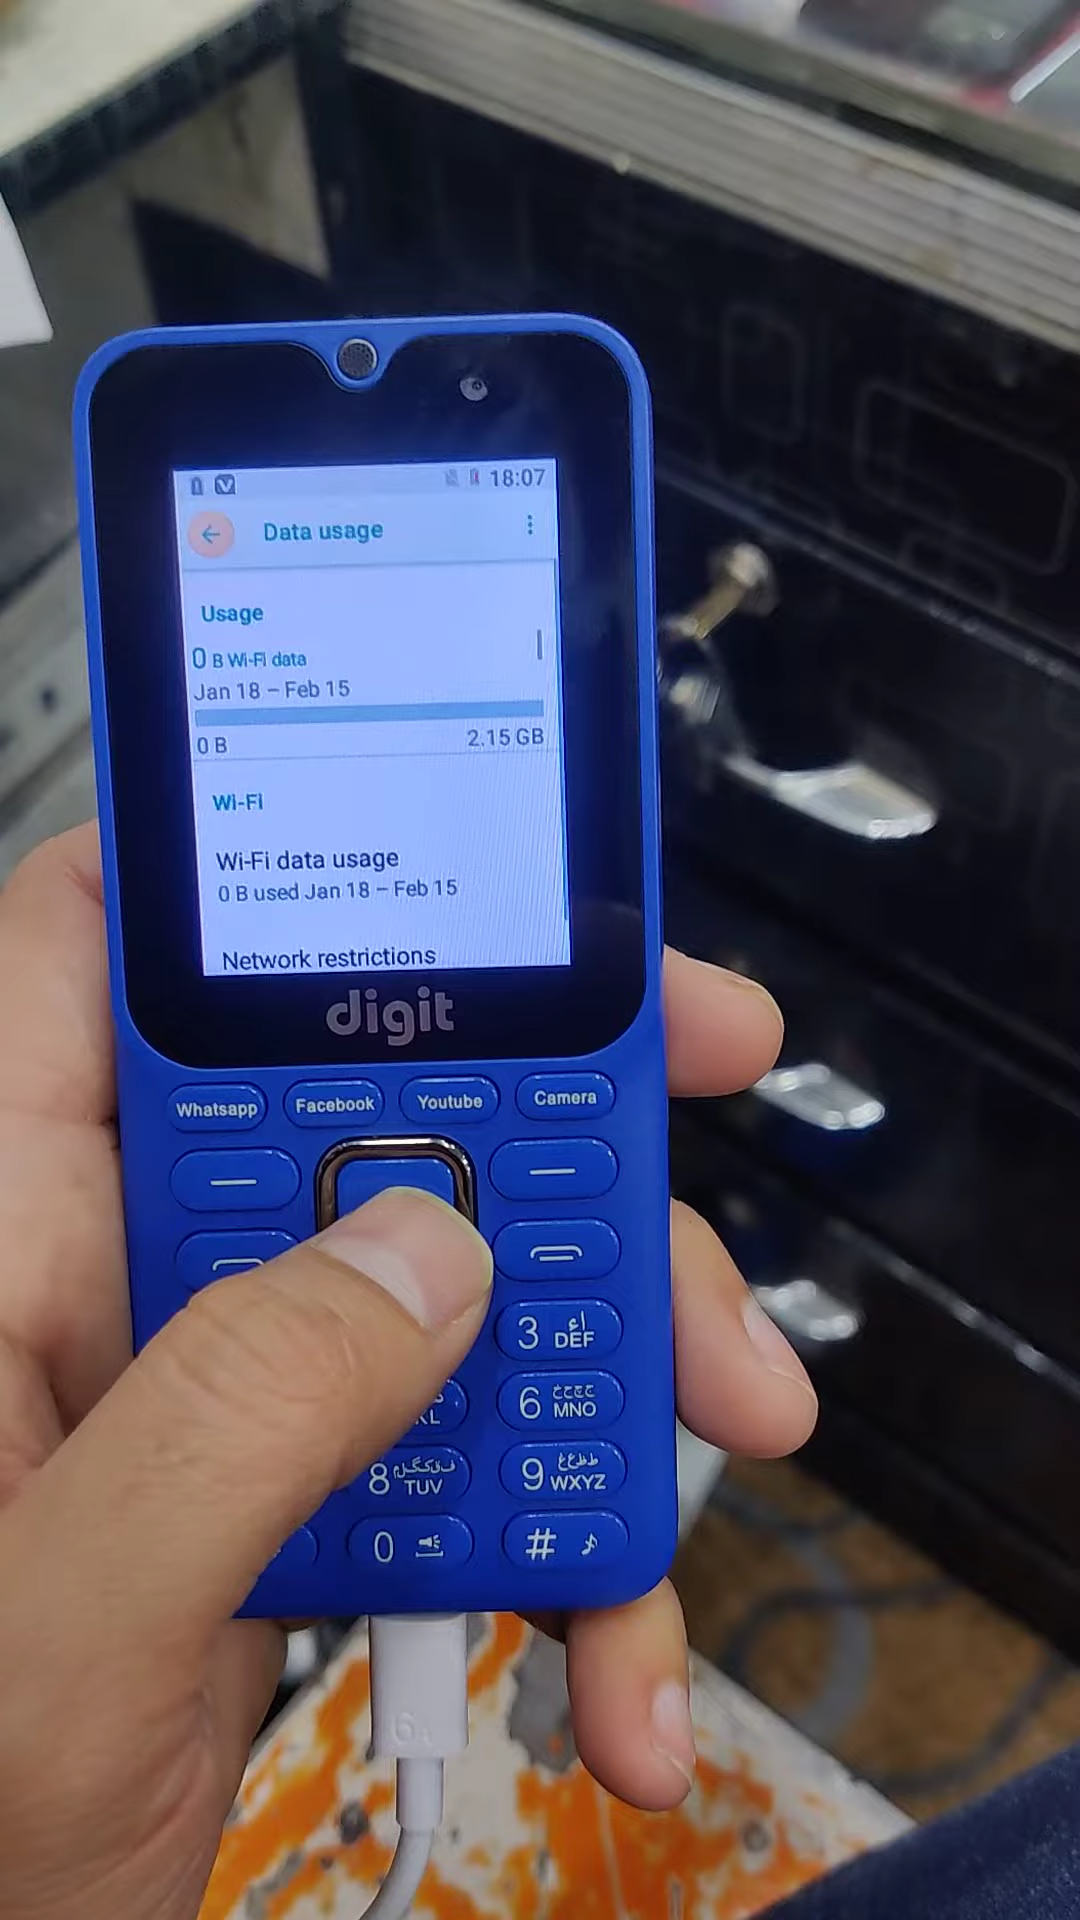 18:07
Data usage
Usage
0 B Wi-Fi data
Jan 18 – Feb 15
0 B 2.15 GB
Wi-Fi
Wi-Fi data usage
0 B used Jan 18 – Feb 15
Network restrictions
digit
Whatsapp Facebook Youtube Camera
3 DEF
6 MNO
8 TUV
9 WXYZ
0 #